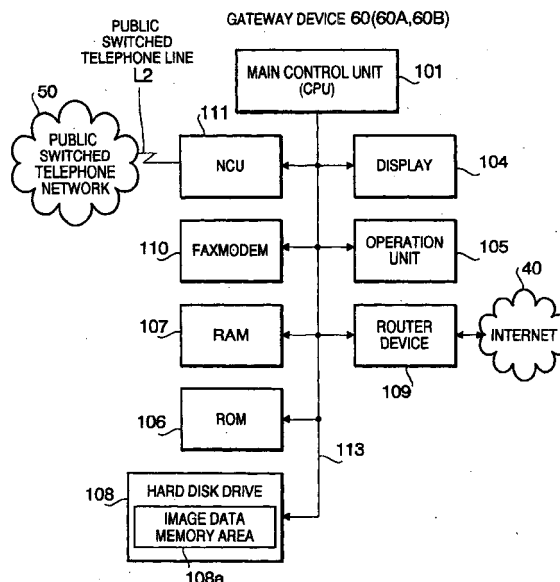 GATEWAY DEVICE 60(60A,60B)
PUBLIC
SWITCHED
TELEPHONE LINE
L2
50
PUBLIC
SWITCHED
TELEPHONE
NETWORK
MAIN CONTROL UNIT
(CPU)
101
111
NCU
DISPLAY
104
110
FAXMODEM
OPERATION
UNIT
105
40
107
RAM
ROUTER
DEVICE
109
INTERNET
106
ROM
113
108
HARD DISK DRIVE
IMAGE DATA
MEMORY AREA
108a